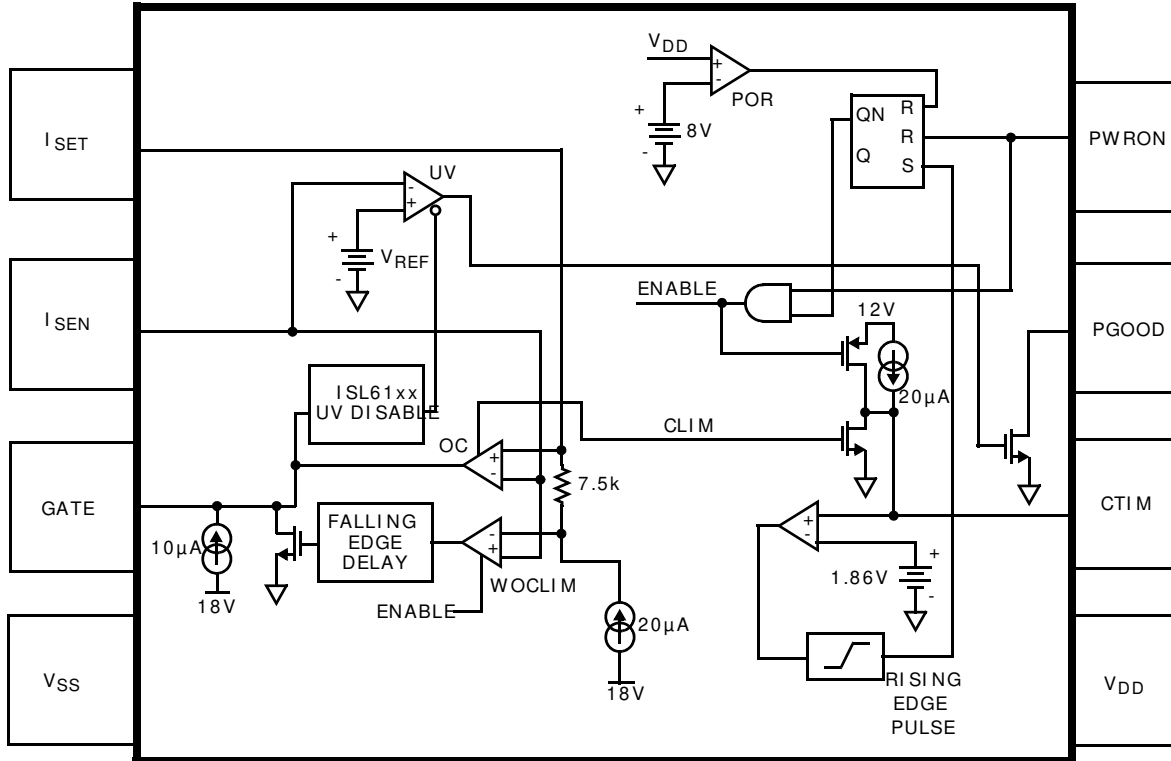 VDD
+
-
POR
+
8V
-
QN
R
R
Q
S
PWRON
ISET
UV
-
+
+
VREF
-
ENABLE
12V
PGOOD
ISEN
20µA
ISL61xx
UV DISABLE
CLIM
OC
+
-
7.5k
GATE
CTIM
10µA
18V
FALLING
EDGE
DELAY
-
+
WOCLIM
ENABLE
20µA
18V
+
-
1.86V
+
-
RISING
EDGE
PULSE
VSS
VDD